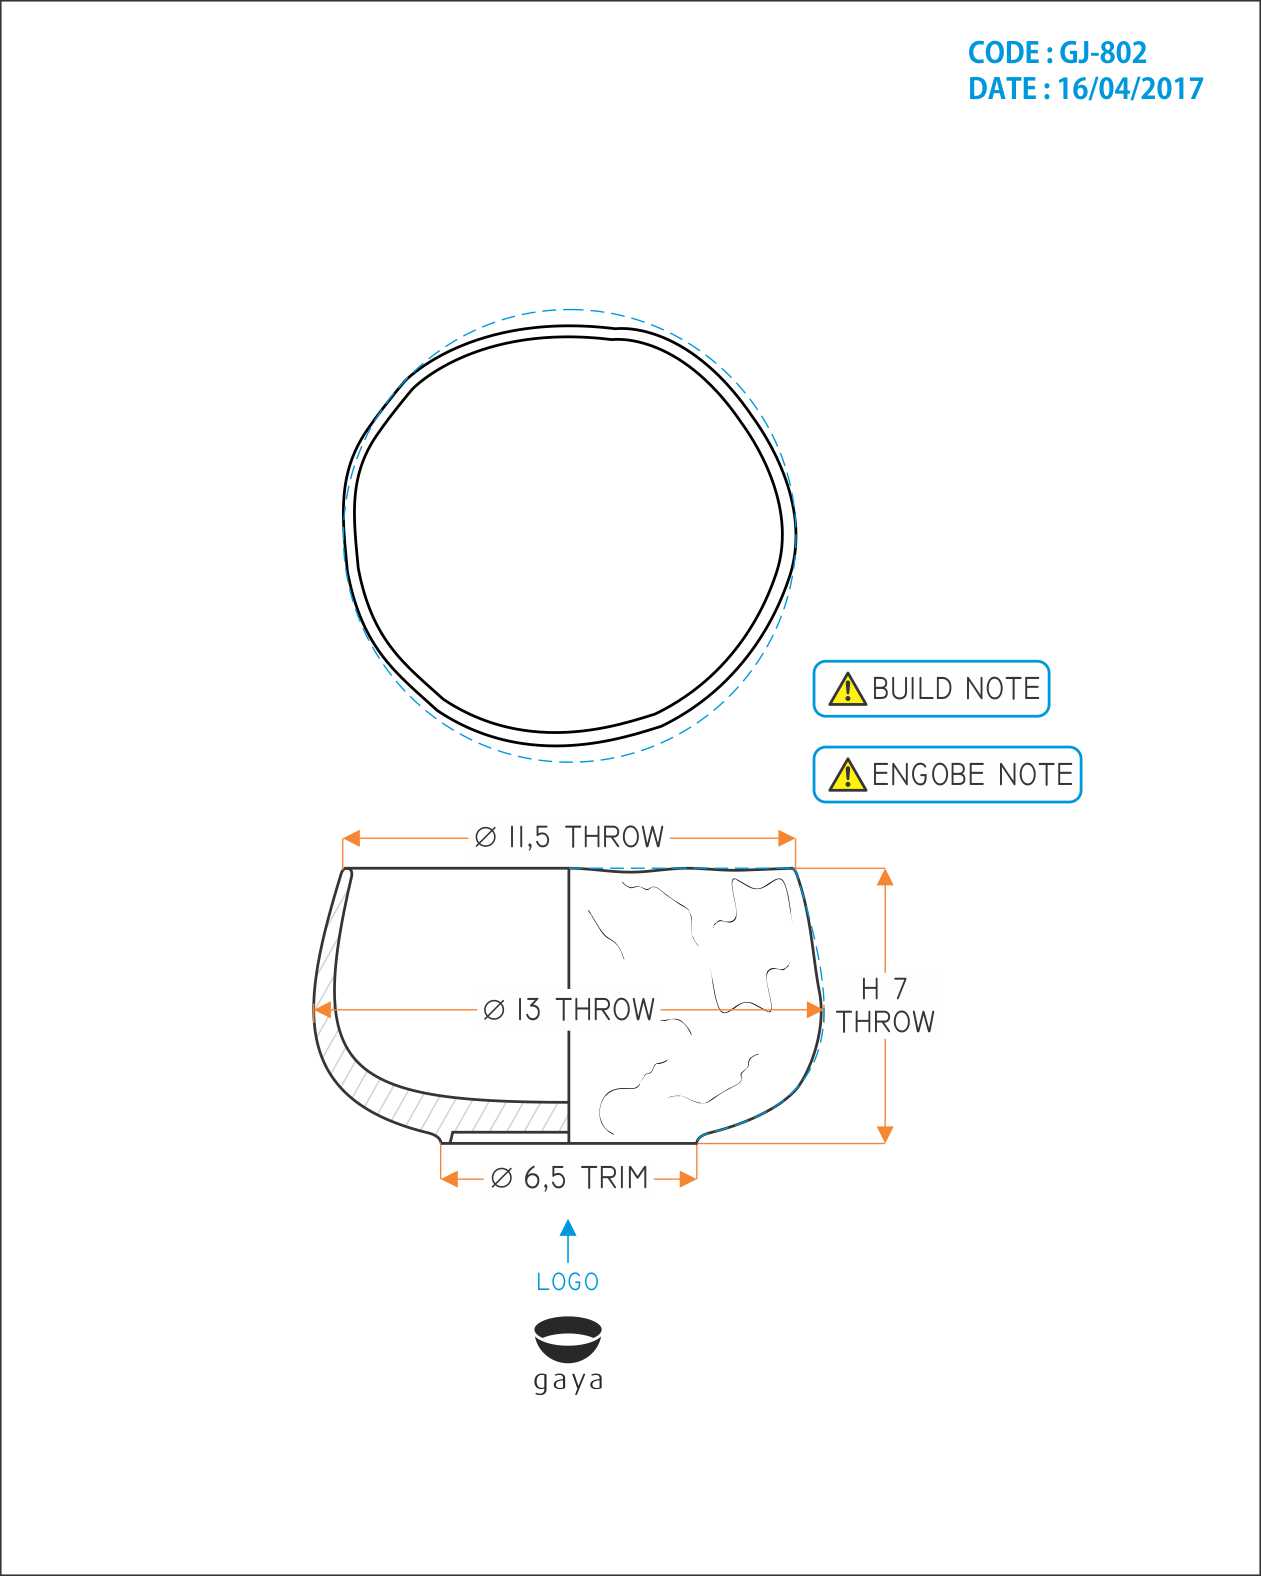 CODE : GJ-802
DATE : 16/04/2017
BUILD NOTE
ENGOBE NOTE
Ø 11,5 THROW
Ø 13 THROW
H 7
THROW
Ø 6,5 TRIM
LOGO
gaya